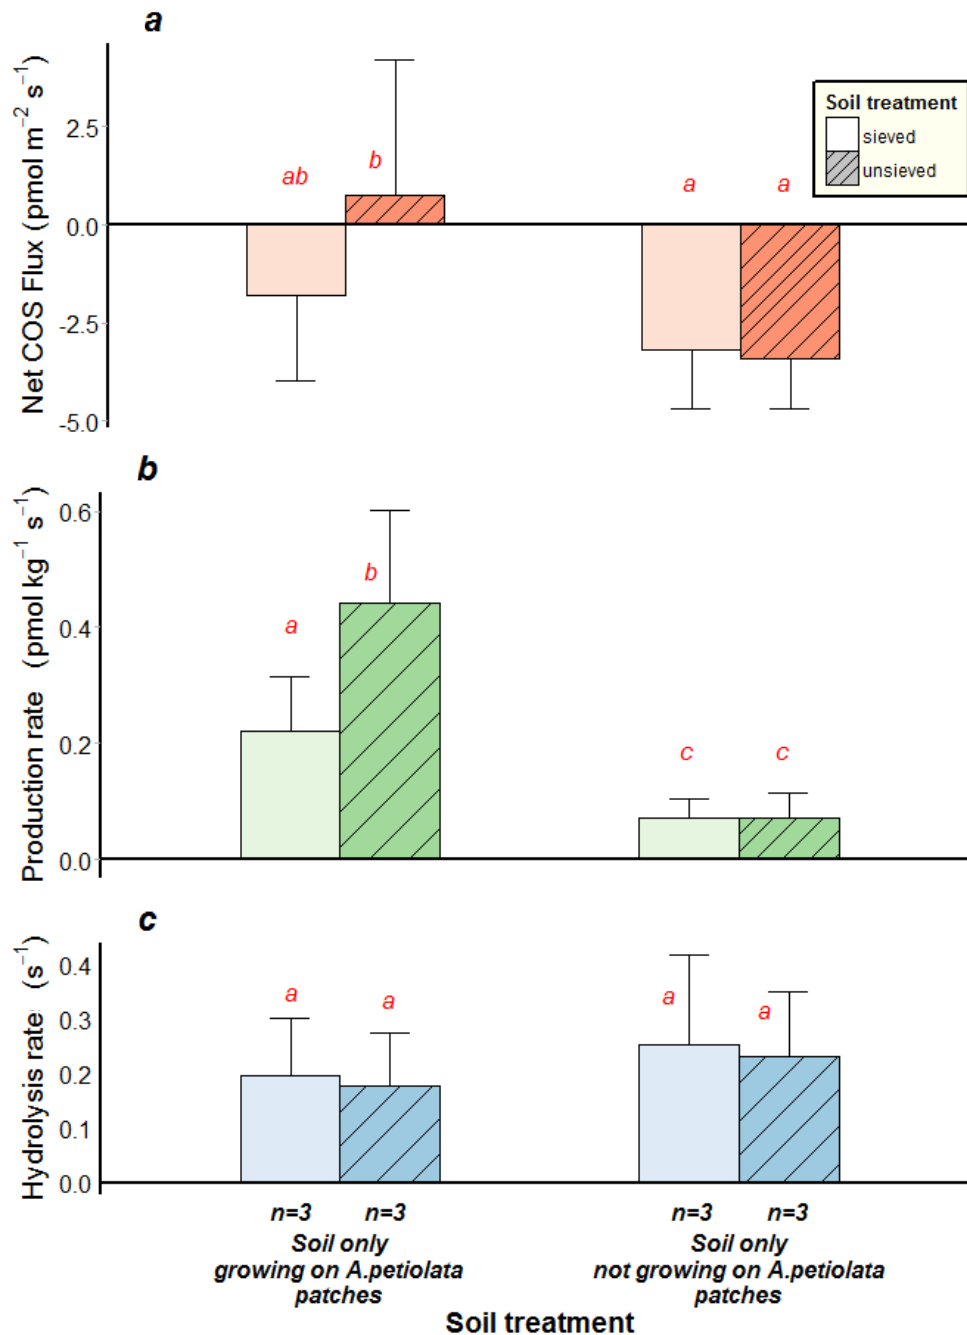 a
Net COS Flux (pmol m⁻² s⁻¹)
2.5
0.0
-2.5
-5.0
ab
b
a
a
Soil treatment
sieved
unsieved
b
Production rate (pmol kg⁻¹ s⁻¹)
0.6
0.4
0.2
0.0
a
b
c
c
c
Hydrolysis rate (s⁻¹)
0.4
0.3
0.2
0.1
0.0
a
a
a
a
n=3 n=3
Soil only
growing on A.petiolata
patches
n=3 n=3
Soil only
not growing on A.petiolata
patches
Soil treatment